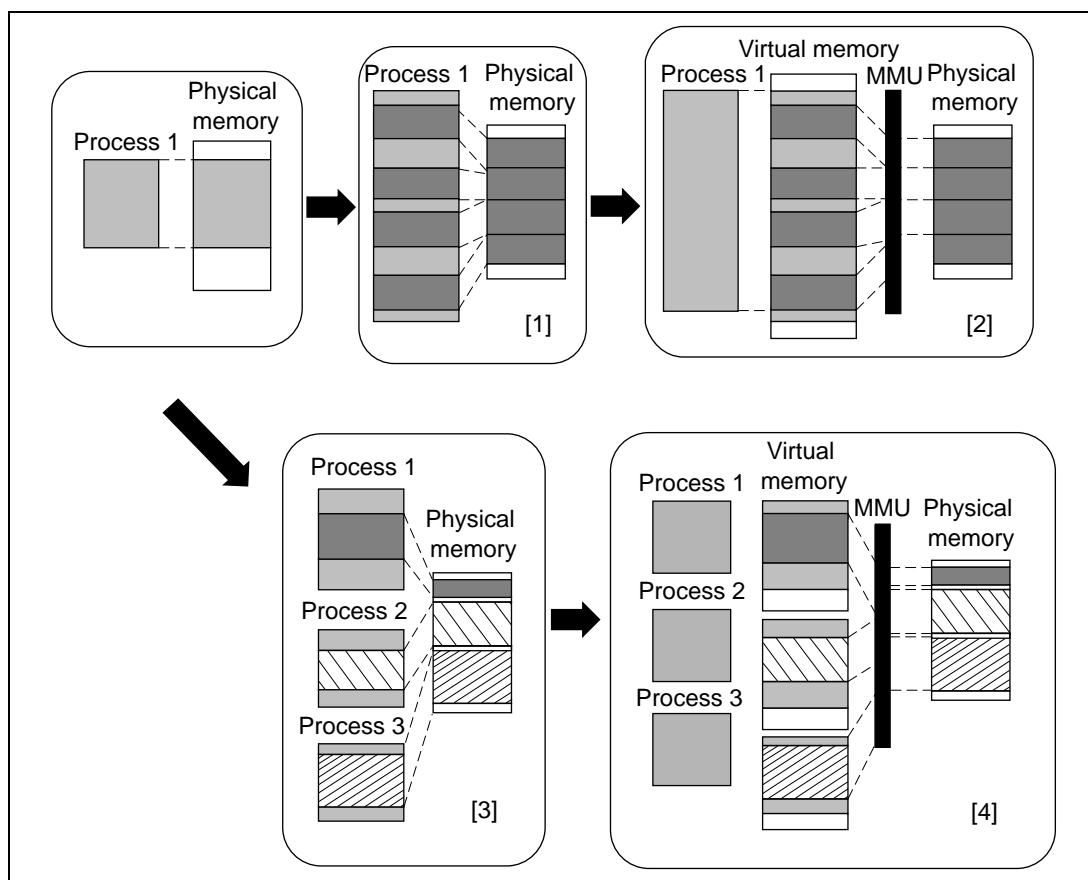 Process 1
Physical
memory
Process 1
Physical
memory
[1]
Virtual memory
Process 1
MMU
Physical
memory
[2]
Process 1
Physical
memory
Process 2
Process 3
[3]
Virtual
memory
Process 1
MMU
Physical
memory
Process 2
Process 3
[4]